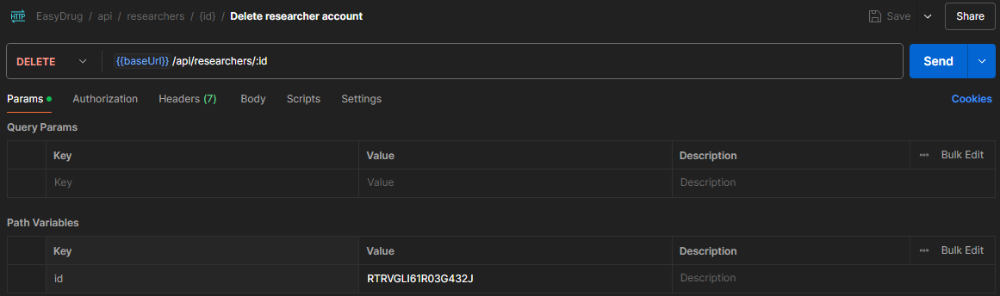 HTTP EasyDrug / api / researchers / {id} / Delete researcher account Save Share
DELETE {{baseUrl}} /api/researchers/:id Send
Params Authorization Headers (7) Body Scripts Settings Cookies
Query Params
Key Value Description ••• Bulk Edit
Key Value Description
Path Variables
Key Value Description ••• Bulk Edit
id RTRVGLI61R03G432J Description